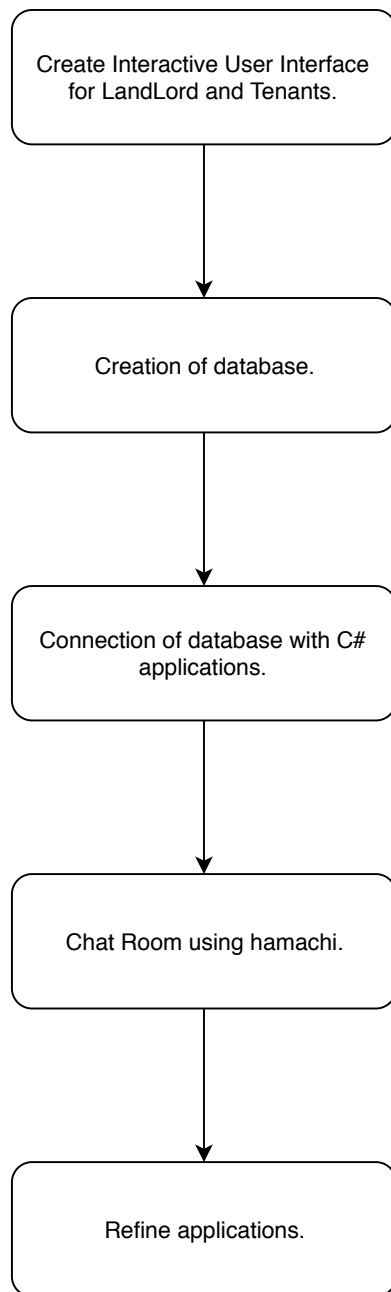 Create Interactive User Interface
for LandLord and Tenants.
Creation of database.
Connection of database with C#
applications.
Chat Room using hamachi.
Refine applications.